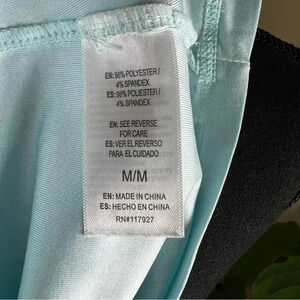 EN: 96% POLYESTER/
4% SPANDEX
ES: 96% POLIESTER/
4% SPANDEX
EN: SEE REVERSE
FOR CARE
ES: VER EL REVERSO
PARA EL CUIDADO
M/M
EN: MADE IN CHINA
ES: HECHO EN CHINA
RN#117927